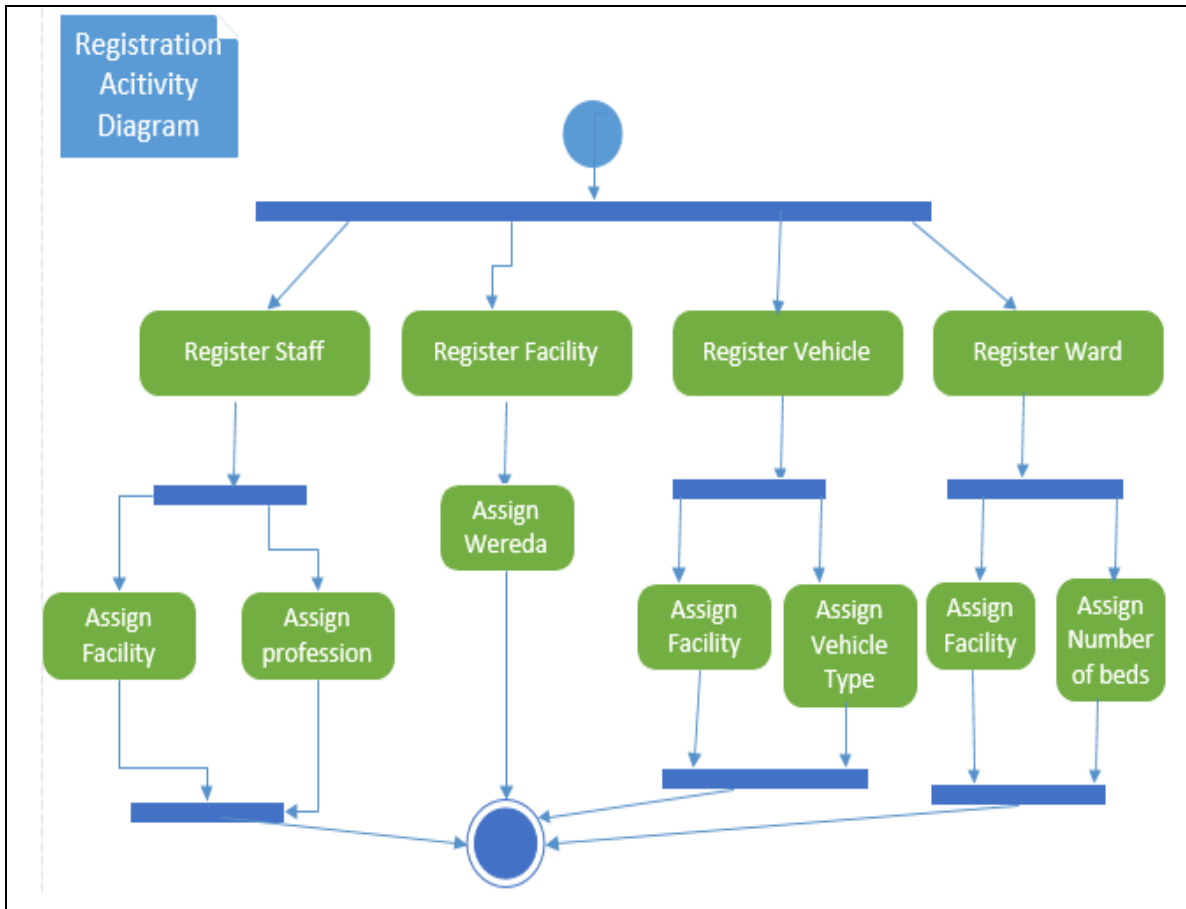 Registration
Acitivity
Diagram
Register Staff
Register Facility
Register Vehicle
Register Ward
Assign
Wereda
Assign
Facility
Assign
profession
Assign
Facility
Assign
Vehicle
Type
Assign
Facility
Assign
Number
of beds